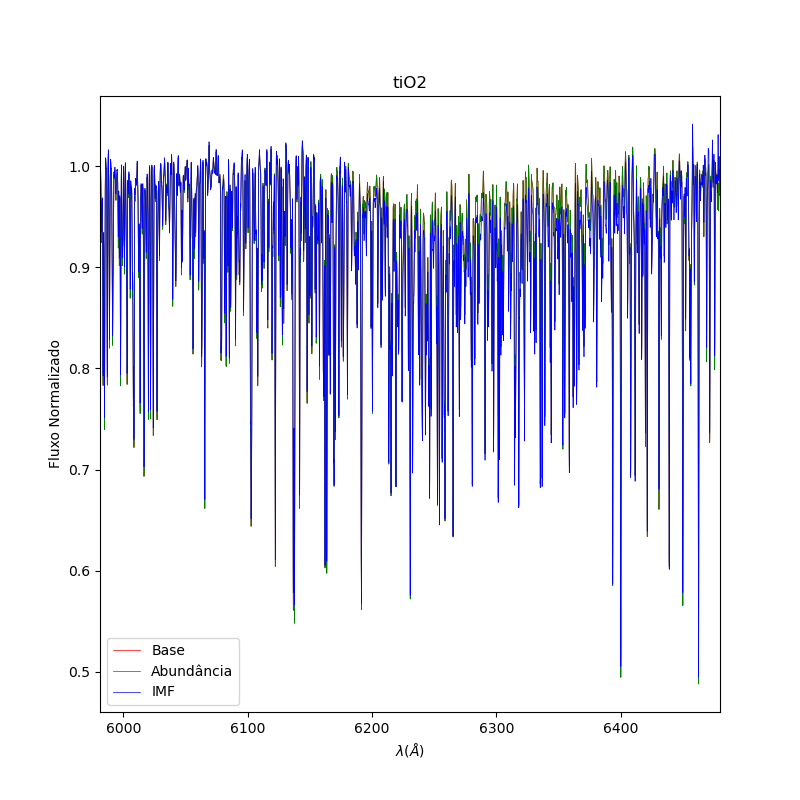 tiO2
1.0
0.9
0.8
0.7
0.6
0.5
Fluxo Normalizado
Base
Abundância
IMF
6000 6100 6200 6300 6400
λ(Å)